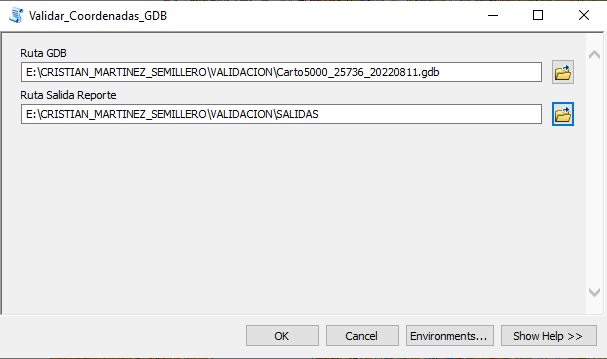 Validar_Coordenadas_GDB
Ruta GDB
E:\CRISTIAN_MARTINEZ_SEMILLERO\VALIDACION\Carto5000_25736_20220811.gdb
Ruta Salida Reporte
E:\CRISTIAN_MARTINEZ_SEMILLERO\VALIDACION\SALIDAS
OK
Cancel
Environments...
Show Help >>